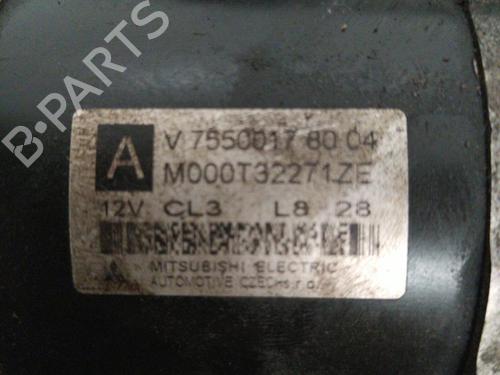 A
V 7550017 80 04
M000T32271ZE
12V CL3 L8 28
MITSUBISHI ELECTRIC
AUTOMOTIVE CZECH s.r.o.
B-PARTS